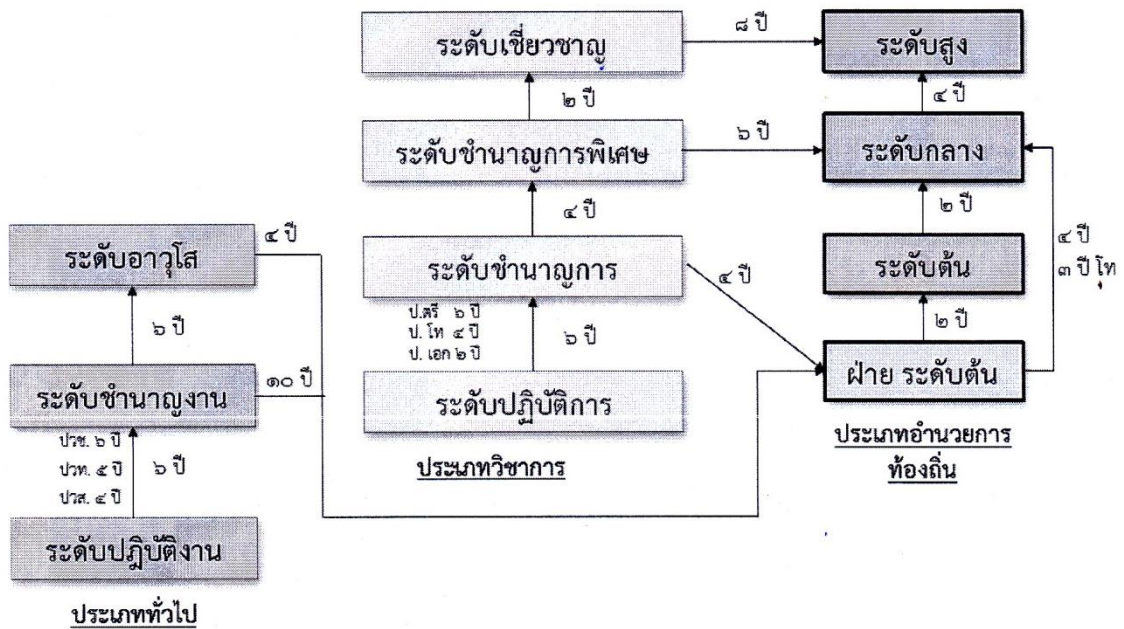 ระดับเชี่ยวชาญ
๘ ปี
ระดับสูง
๒ ปี
๔ ปี
ระดับชำนาญการพิเศษ
๖ ปี
ระดับกลาง
๔ ปี
๒ ปี
ระดับอาวุโส
๔ ปี
ระดับชำนาญการ
๔ ปี
ระดับต้น
๔ ปี
๓ ปี โท
๖ ปี
ป.ตรี ๖ ปี
ป. โท ๔ ปี
ป. เอก ๒ ปี
๖ ปี
๒ ปี
ระดับชำนาญงาน
๑๐ ปี
ระดับปฏิบัติการ
ฝ่าย ระดับต้น
ปวช. ๖ ปี
ปวท. ๕ ปี
ปวส. ๔ ปี
๖ ปี
ประเภทวิชาการ
ประเภทอำนวยการ
ท้องถิ่น
ระดับปฏิบัติงาน
ประเภททั่วไป